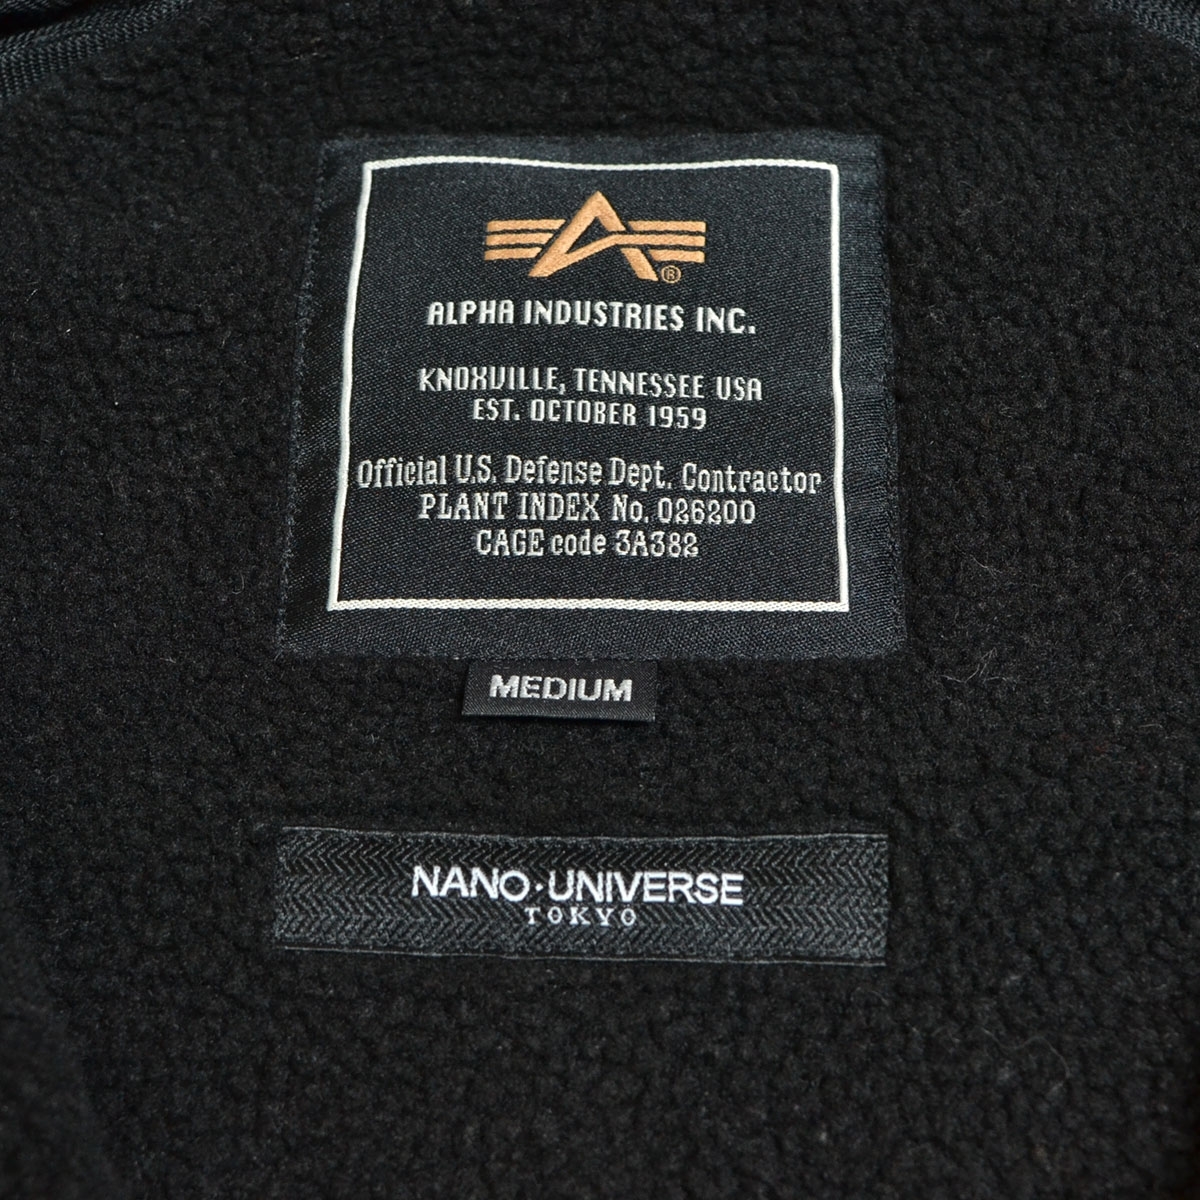 A®
ALPHA INDUSTRIES INC.
KNOXVILLE, TENNESSEE USA
EST. OCTOBER 1959
Official U.S. Defense Dept. Contractor
PLANT INDEX No. 026200
CAGE code 3A382
MEDIUM
NANO·UNIVERSE
TOKYO